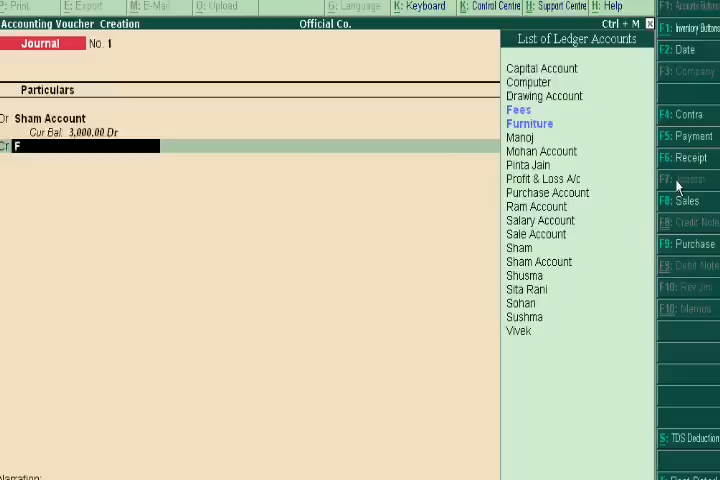 P: Print E: Export M: E-Mail O: Upload G: Language K: Keyboard K: Control Centre H: Support Centre H: Help F1: Accounts Buttons
Accounting Voucher Creation Official Co. Ctrl + M
Journal No. 1
List of Ledger Accounts
Particulars
Dr Sham Account
Cur Bal: 3,000.00 Dr
Cr F
Capital Account
Computer
Drawing Account
Fees
Furniture
Manoj
Mohan Account
Pinta Jain
Profit & Loss A/c
Purchase Account
Ram Account
Salary Account
Sale Account
Sham
Sham Account
Shusma
Sita Rani
Sohan
Sushma
Vivek
F1: Inventory Buttons
F2: Date
F3: Company
F4: Contra
F5: Payment
F6: Receipt
F7:
F8: Sales
F8: Credit Note
F9: Purchase
F9: Debit Note
F10: Rev Jrnl
F10: Memos
S: TDS Deduction
Narration: